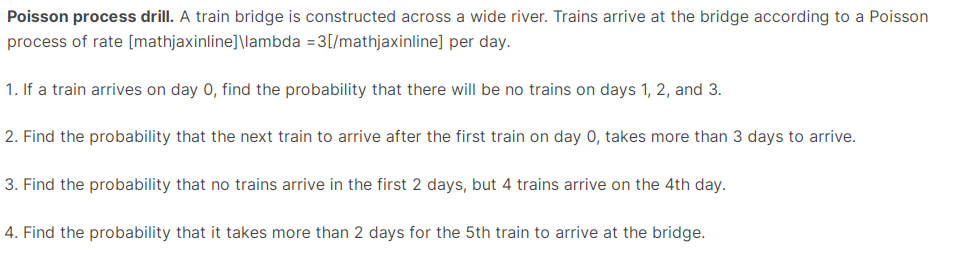 Poisson process drill. A train bridge is constructed across a wide river. Trains arrive at the bridge according to a Poisson
process of rate [mathjaxinline]\lambda =3[/mathjaxinline] per day.
1. If a train arrives on day 0, find the probability that there will be no trains on days 1, 2, and 3.
2. Find the probability that the next train to arrive after the first train on day 0, takes more than 3 days to arrive.
3. Find the probability that no trains arrive in the first 2 days, but 4 trains arrive on the 4th day.
4. Find the probability that it takes more than 2 days for the 5th train to arrive at the bridge.